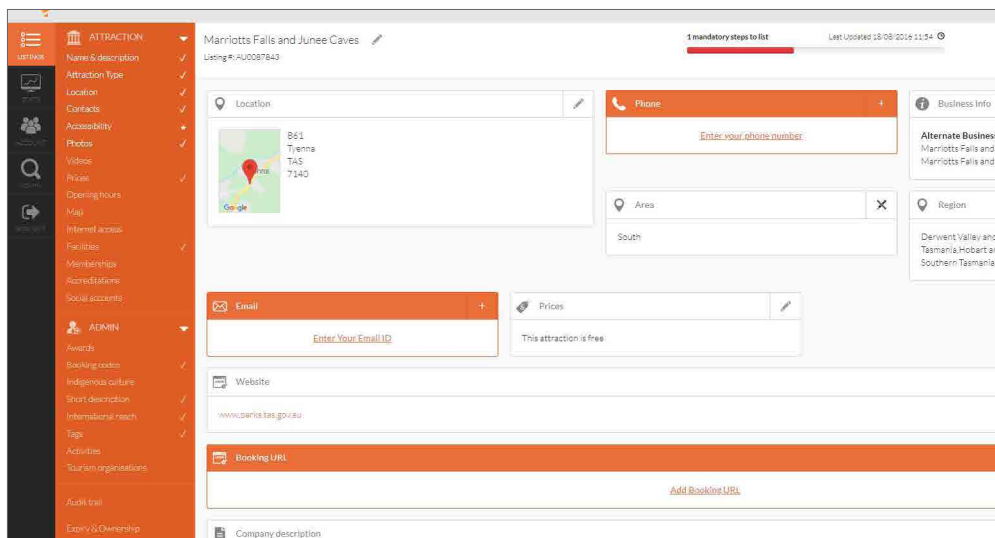 LISTINGS
ATTRACTION
Name & description
Attraction Type
Location
Contacts
Accessibility
Photos
Videos
Prices
Opening hours
Map
Internet access
Facilities
Memberships
Accreditations
Social accounts
ADMIN
Awards
Booking codes
Indigenous culture
Short description
International reach
Tags
Activities
Tourism organisations
Audit trail
Expiry & Ownership
Marriotts Falls and Junee Caves
Listing #: AU0087843
1 mandatory steps to list
Last Updated 18/08/2016 11:54
Location
B61
Tyenna
TAS
7140
Google
Phone
Enter your phone number
Business Info
Alternate Busines
Marriotts Falls and
Marriotts Falls and
Area
South
Region
Derwent Valley and
Tasmania,Hobart a
Southern Tasmania
Email
Enter Your Email ID
Prices
This attraction is free
Website
www.parks.tas.gov.au
Booking URL
Add Booking URL
Company description